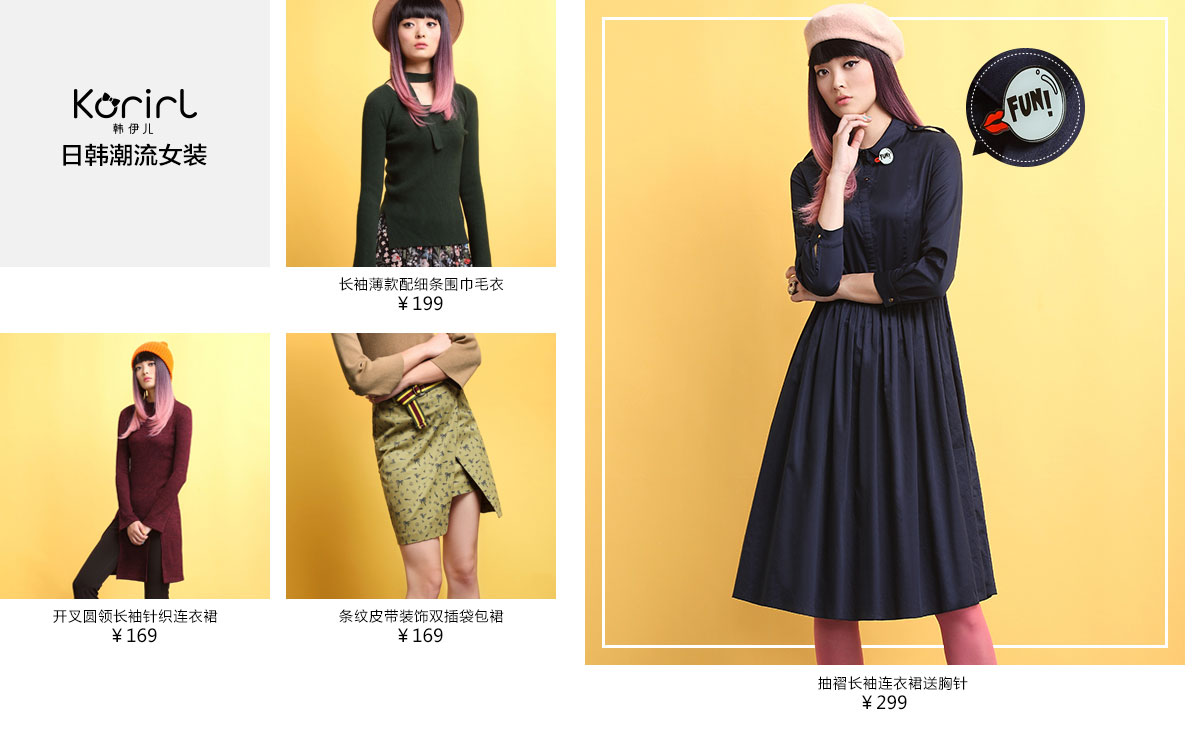 Korirl
韩伊儿
日韩潮流女装
长袖薄款配细条围巾毛衣
¥199
FUN!
FUN!
开叉圆领长袖针织连衣裙
¥169
条纹皮带装饰双插袋包裙
¥169
抽褶长袖连衣裙送胸针
¥299